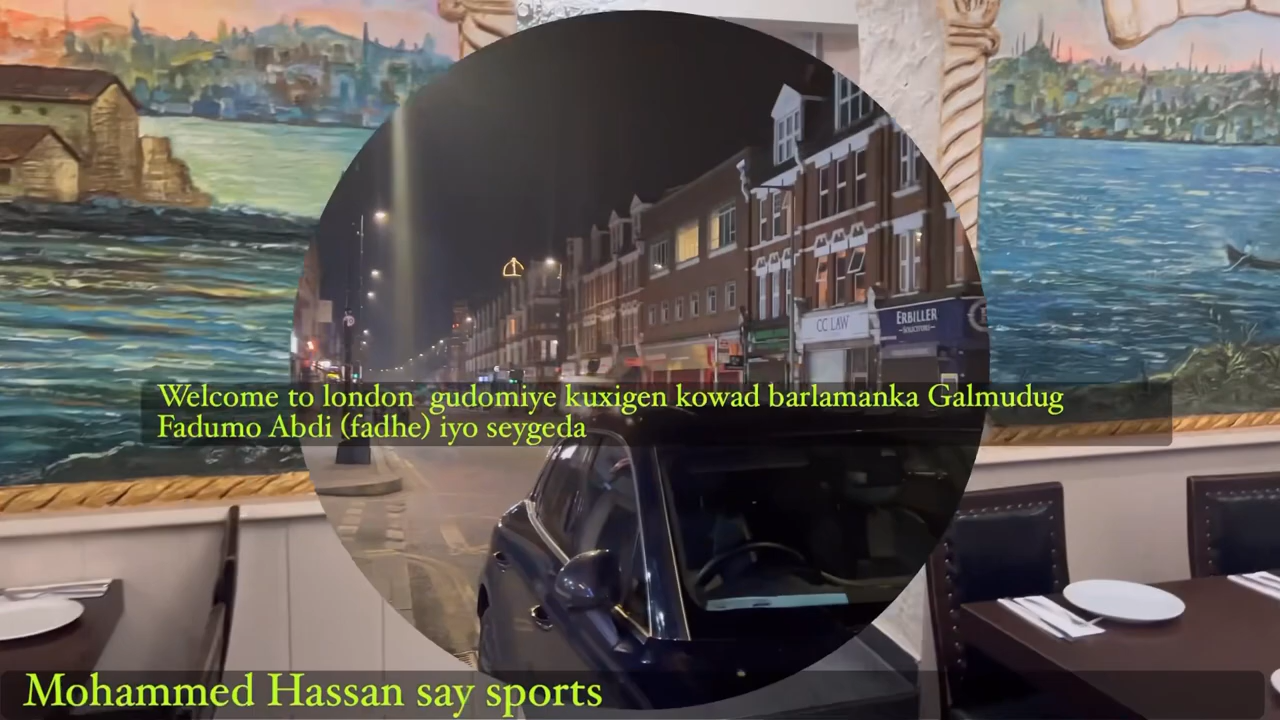 CC LAW
ERBILLER
SOLICITORS
Welcome to london gudomiye kuxigen kowad barlamanka Galmudug
Fadumo Abdi (fadhe) iyo seygeda
Mohammed Hassan say sports